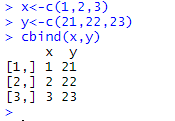 > x<-c(1,2,3)
> y<-c(21,22,23)
> cbind(x,y)
     x  y
[1,] 1 21
[2,] 2 22
[3,] 3 23
>